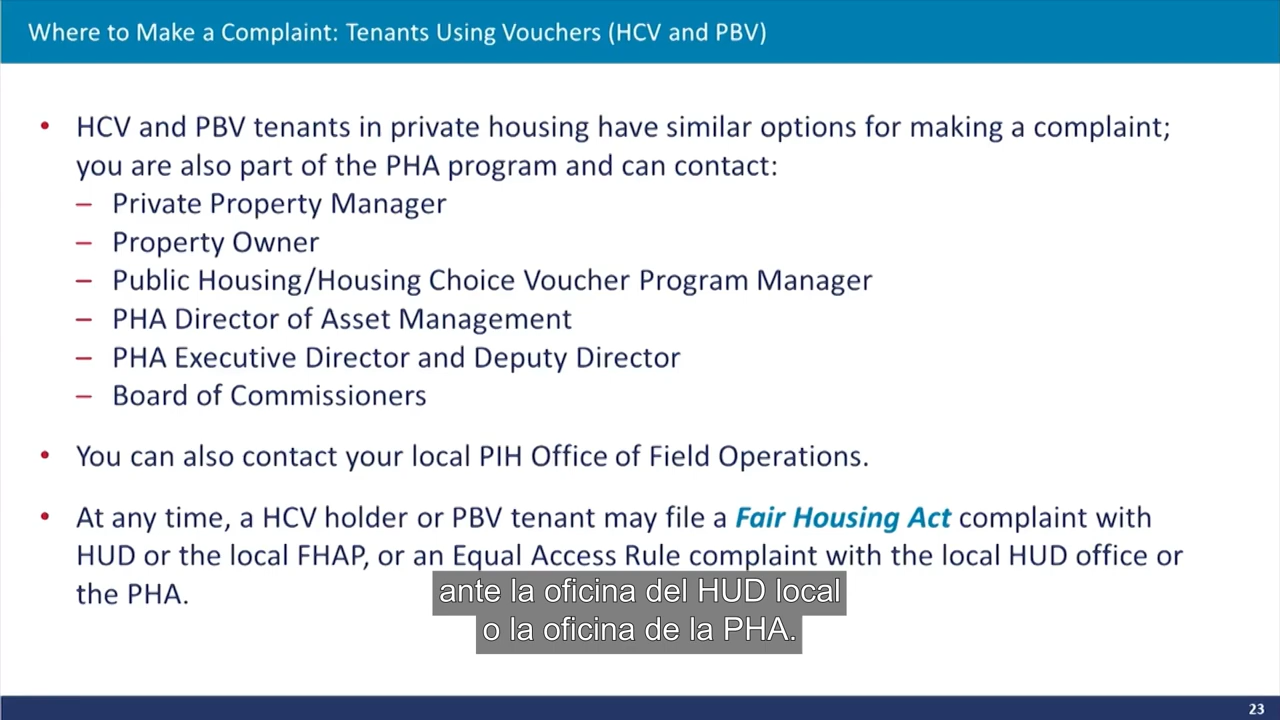 Where to Make a Complaint: Tenants Using Vouchers (HCV and PBV)
• HCV and PBV tenants in private housing have similar options for making a complaint;
you are also part of the PHA program and can contact:
– Private Property Manager
– Property Owner
– Public Housing/Housing Choice Voucher Program Manager
– PHA Director of Asset Management
– PHA Executive Director and Deputy Director
– Board of Commissioners
• You can also contact your local PIH Office of Field Operations.
• At any time, a HCV holder or PBV tenant may file a Fair Housing Act complaint with
HUD or the local FHAP, or an Equal Access Rule complaint with the local HUD office or
the PHA.
ante la oficina del HUD local
o la oficina de la PHA.
23